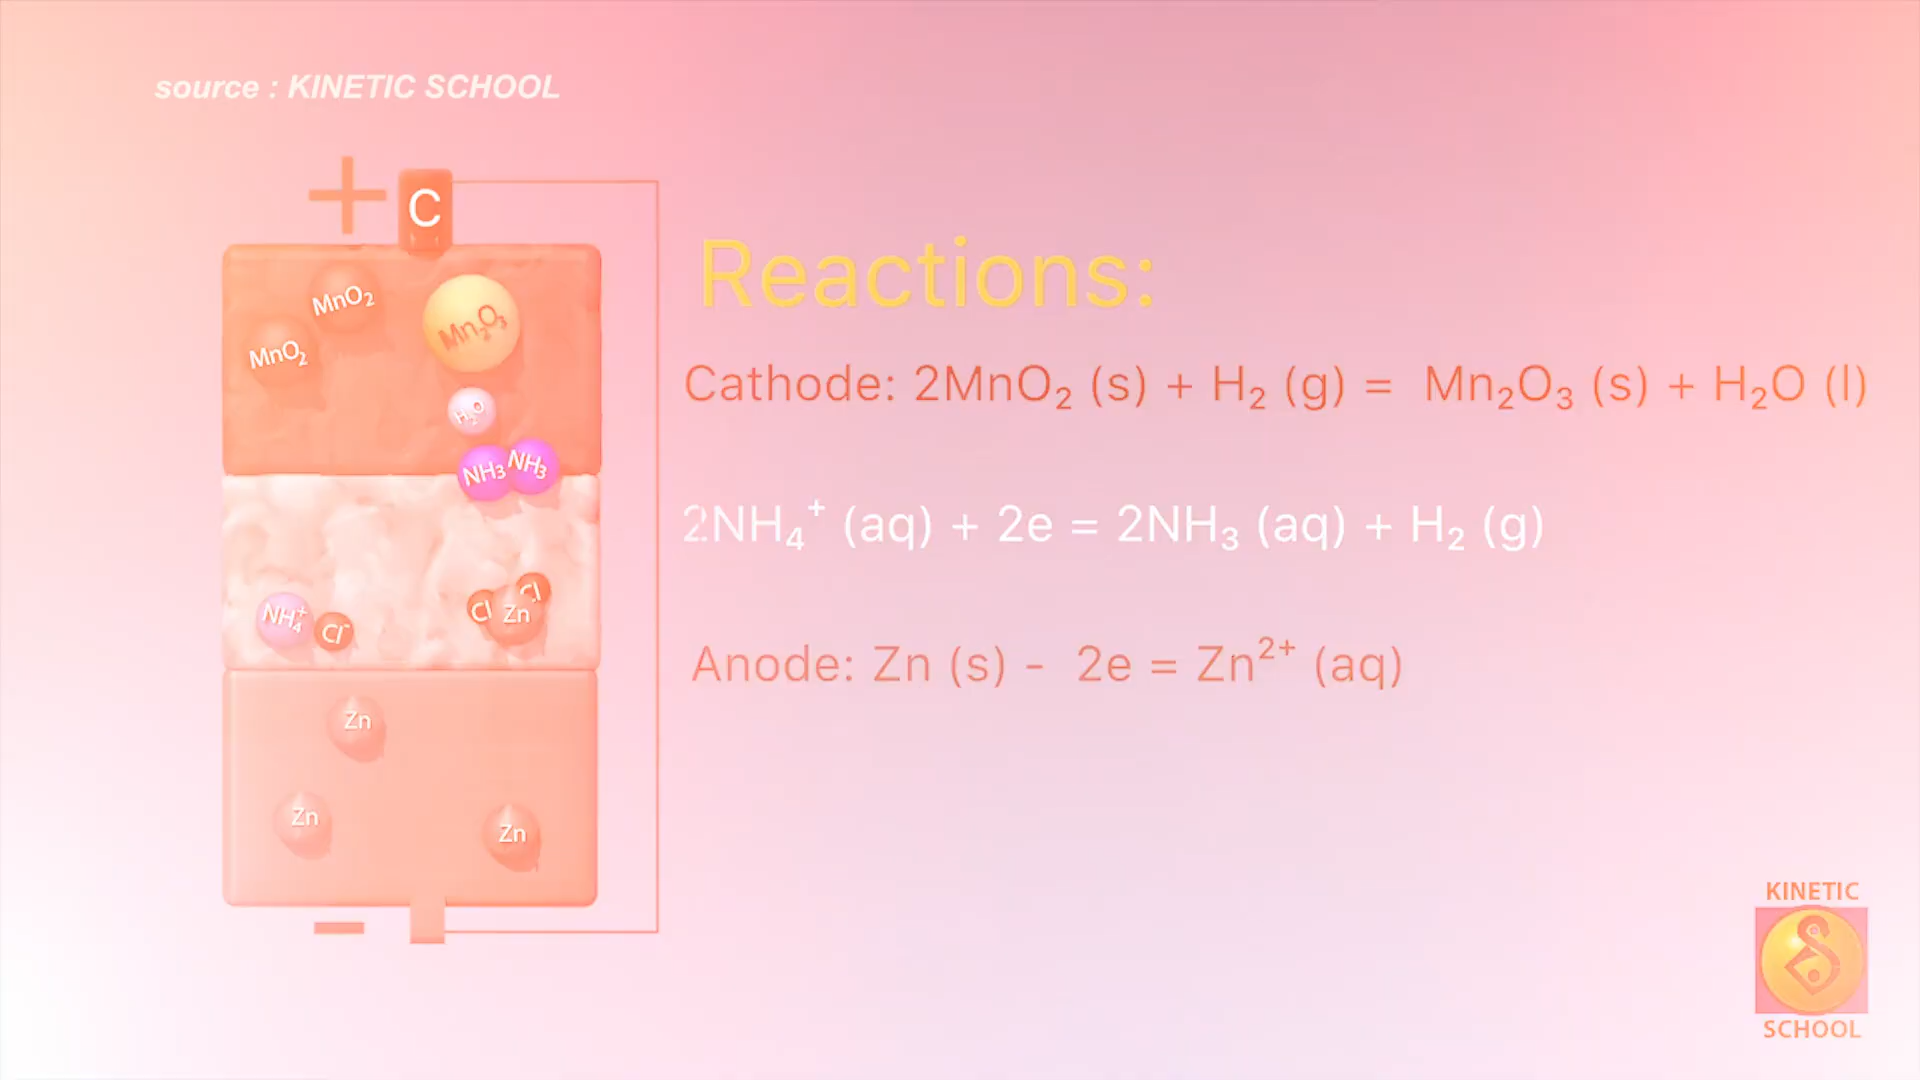 source : KINETIC SCHOOL
+
C
MnO₂
MnO₂
Mn₂O₃
H₂O
NH₃
NH₃
NH₄⁺
Cl⁻
Cl
Zn
Cl
Zn
Zn
Zn
-
Reactions:
Cathode: 2MnO₂ (s) + H₂ (g) = Mn₂O₃ (s) + H₂O (l)
2NH₄⁺ (aq) + 2e = 2NH₃ (aq) + H₂ (g)
Anode: Zn (s) - 2e = Zn²⁺ (aq)
KINETIC
SCHOOL